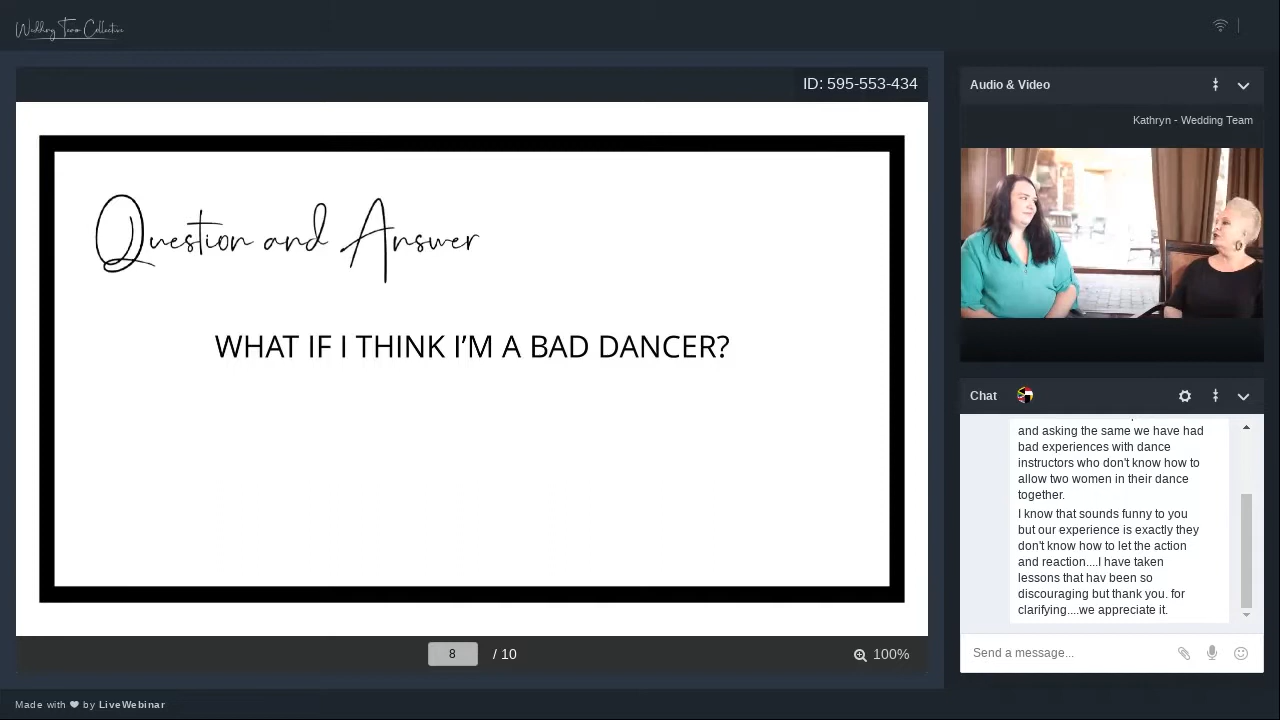 Wedding Team Collective
ID: 595-553-434
Question and Answer
WHAT IF I THINK I'M A BAD DANCER?
8 / 10
100%
Made with by LiveWebinar
Audio & Video
Kathryn - Wedding Team
Chat
and asking the same we have had
bad experiences with dance
instructors who don't know how to
allow two women in their dance
together.
I know that sounds funny to you
but our experience is exactly they
don't know how to let the action
and reaction....I have taken
lessons that hav been so
discouraging but thank you. for
clarifying....we appreciate it.
Send a message...